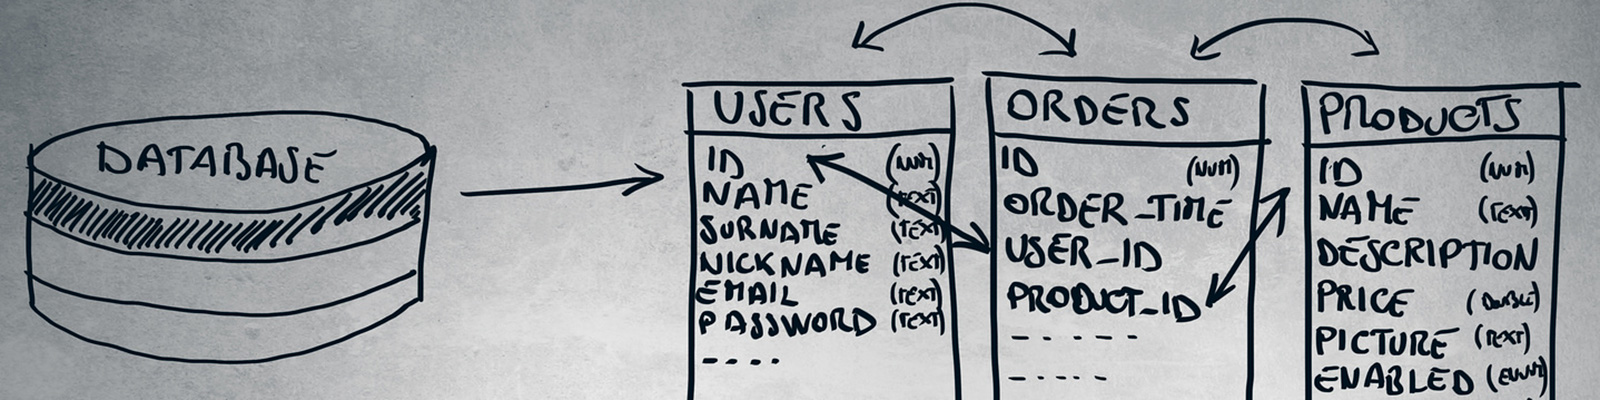 DATABASE
USERS
ID (NUM)
NAME (TEXT)
SURNAME (TEXT)
NICKNAME (TEXT)
EMAIL (TEXT)
PASSWORD (TEXT)
ORDERS
ID (NUM)
ORDER_TIME
USER_ID
PRODUCT_ID
PRODUCTS
ID (NUM)
NAME (TEXT)
DESCRIPTION
PRICE (DOUBLE)
PICTURE (TEXT)
ENABLED (ENUM)